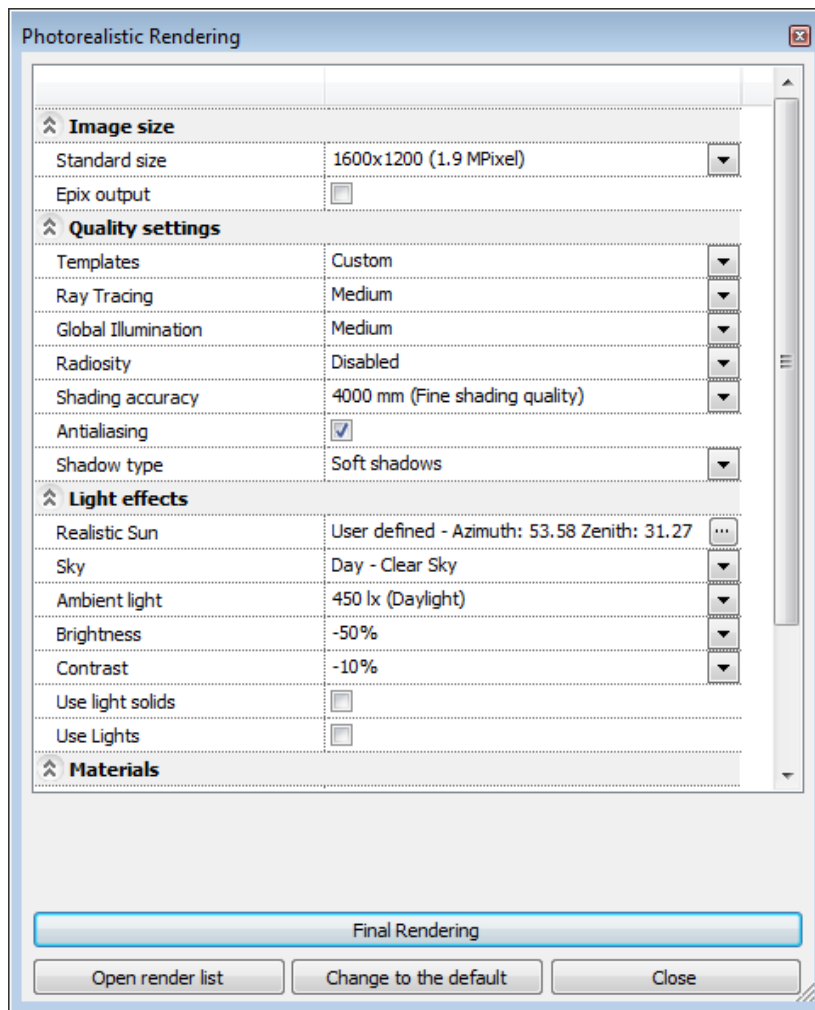 Photorealistic Rendering
Image size
Standard size 1600x1200 (1.9 MPixel)
Epix output
Quality settings
Templates Custom
Ray Tracing Medium
Global Illumination Medium
Radiosity Disabled
Shading accuracy 4000 mm (Fine shading quality)
Antialiasing
Shadow type Soft shadows
Light effects
Realistic Sun User defined - Azimuth: 53.58 Zenith: 31.27 ...
Sky Day - Clear Sky
Ambient light 450 lx (Daylight)
Brightness -50%
Contrast -10%
Use light solids
Use Lights
Materials
Final Rendering
Open render list Change to the default Close